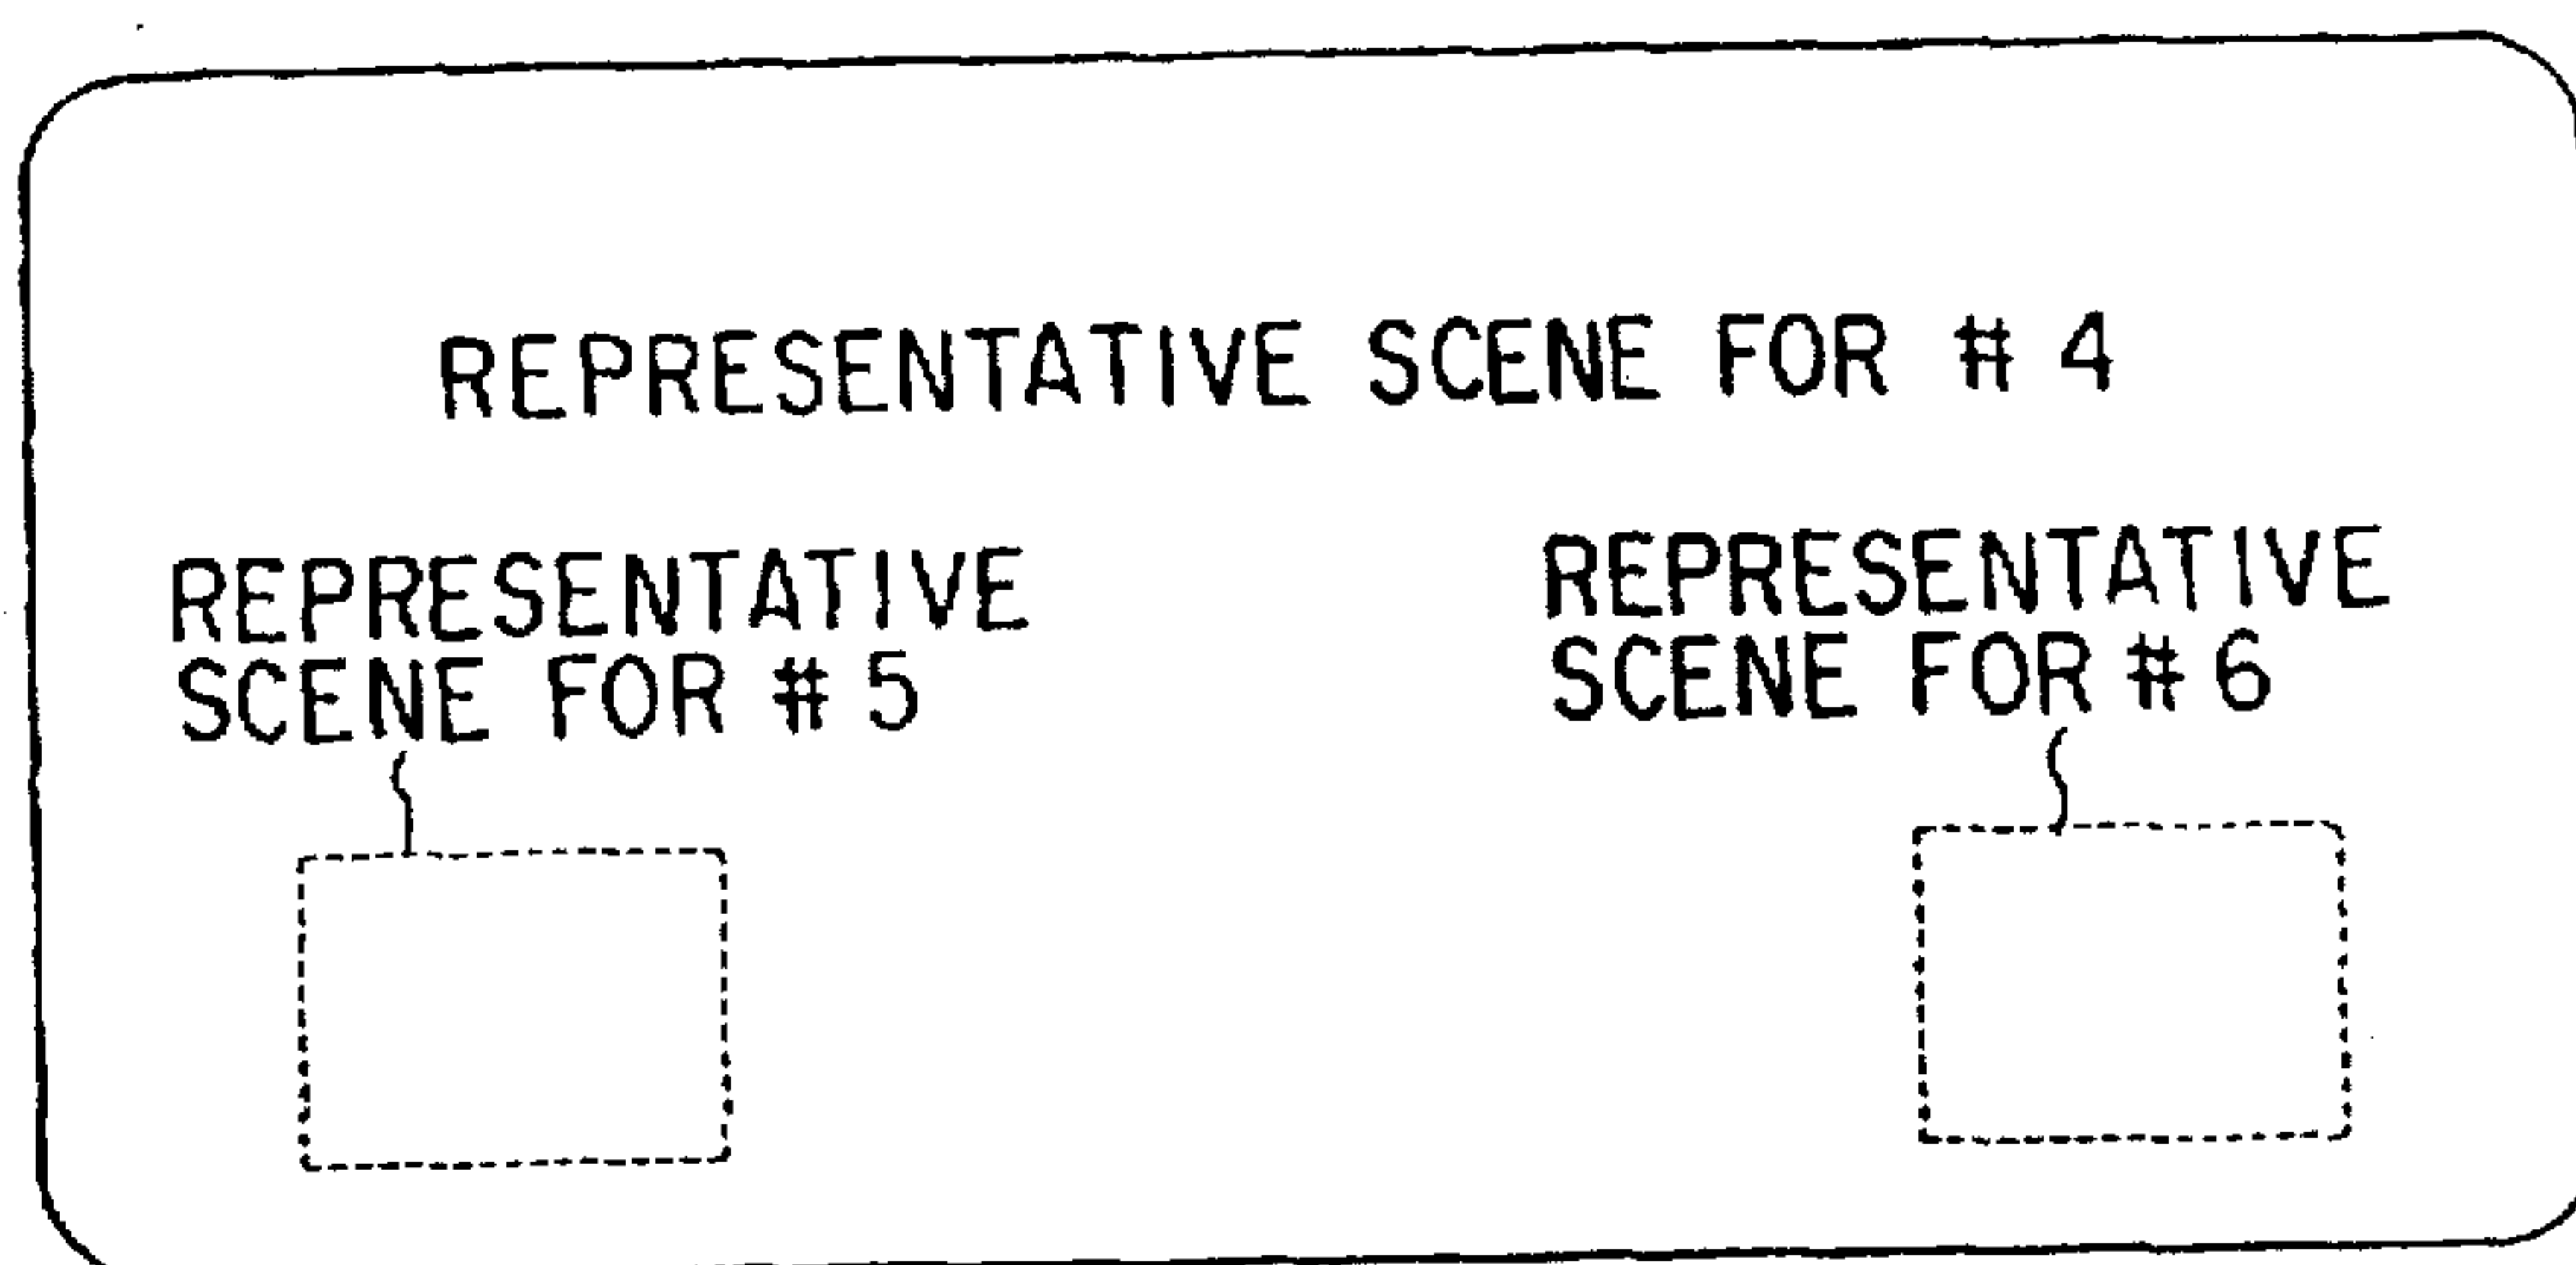 REPRESENTATIVE SCENE FOR # 4
REPRESENTATIVE
SCENE FOR # 5
REPRESENTATIVE
SCENE FOR # 6